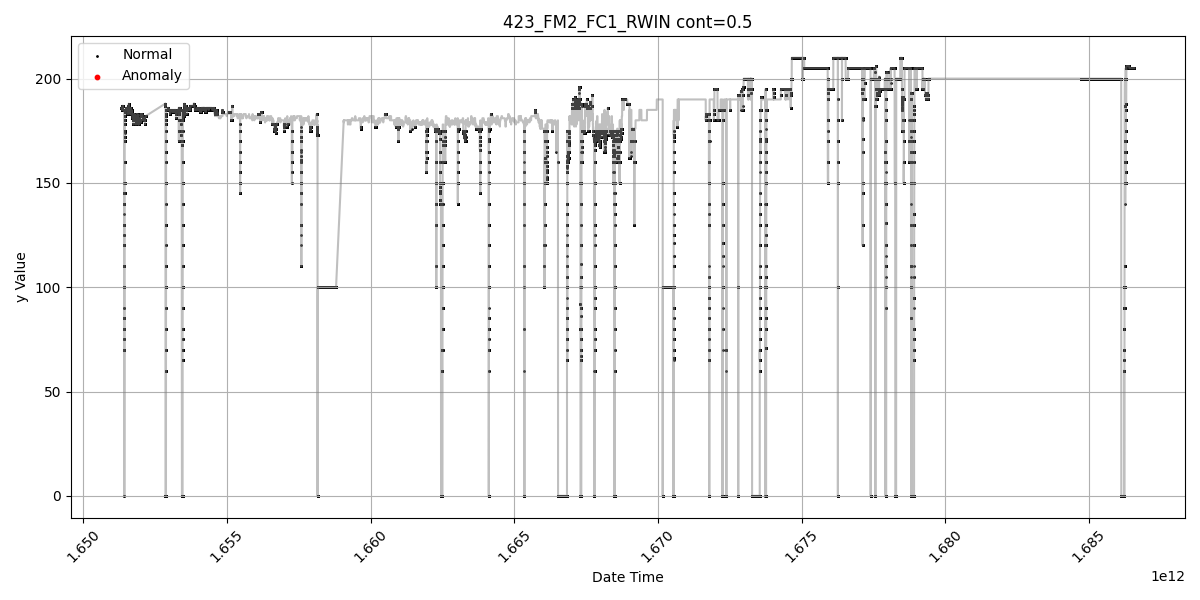 423_FM2_FC1_RWIN cont=0.5
Normal
Anomaly
y Value
200
150
100
50
0
1.650
1.655
1.660
1.665
1.670
1.675
1.680
1.685
1e12
Date Time